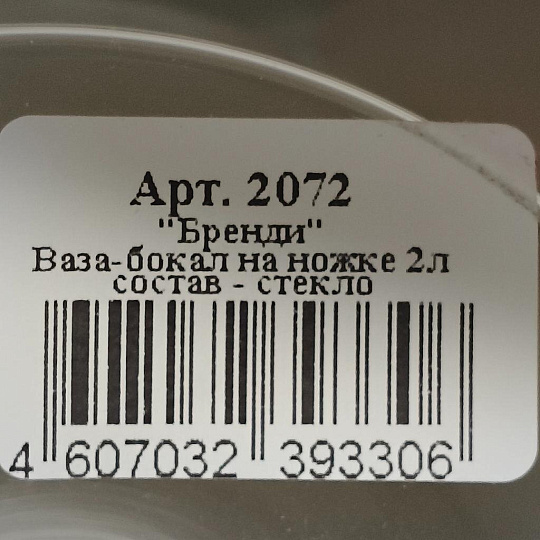 Арт. 2072
"Бренди"
Ваза-бокал на ножке 2л
состав - стекло
4 607032 393306